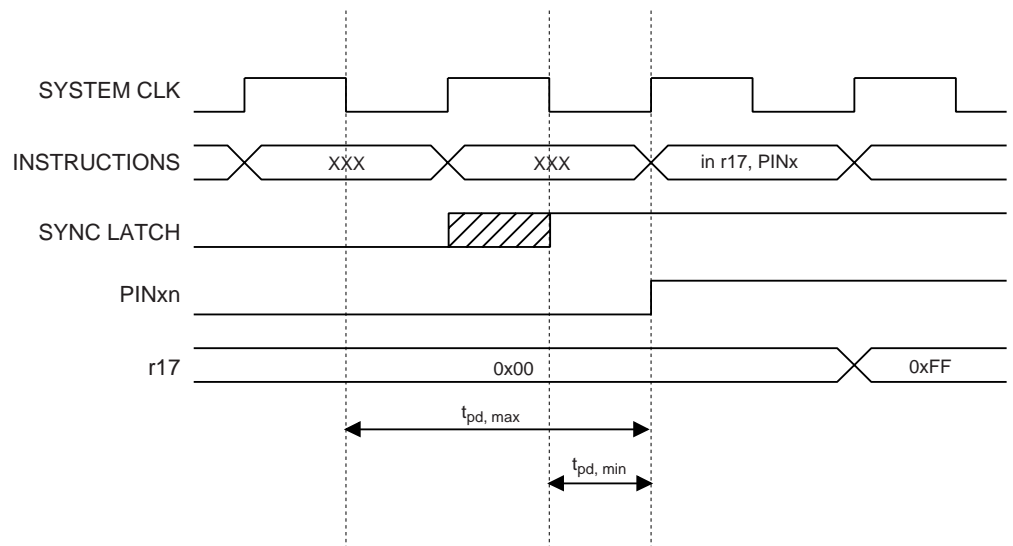 SYSTEM CLK
INSTRUCTIONS XXX XXX in r17, PINx
SYNC LATCH
PINxn
r17 0x00 0xFF
tpd, max
tpd, min